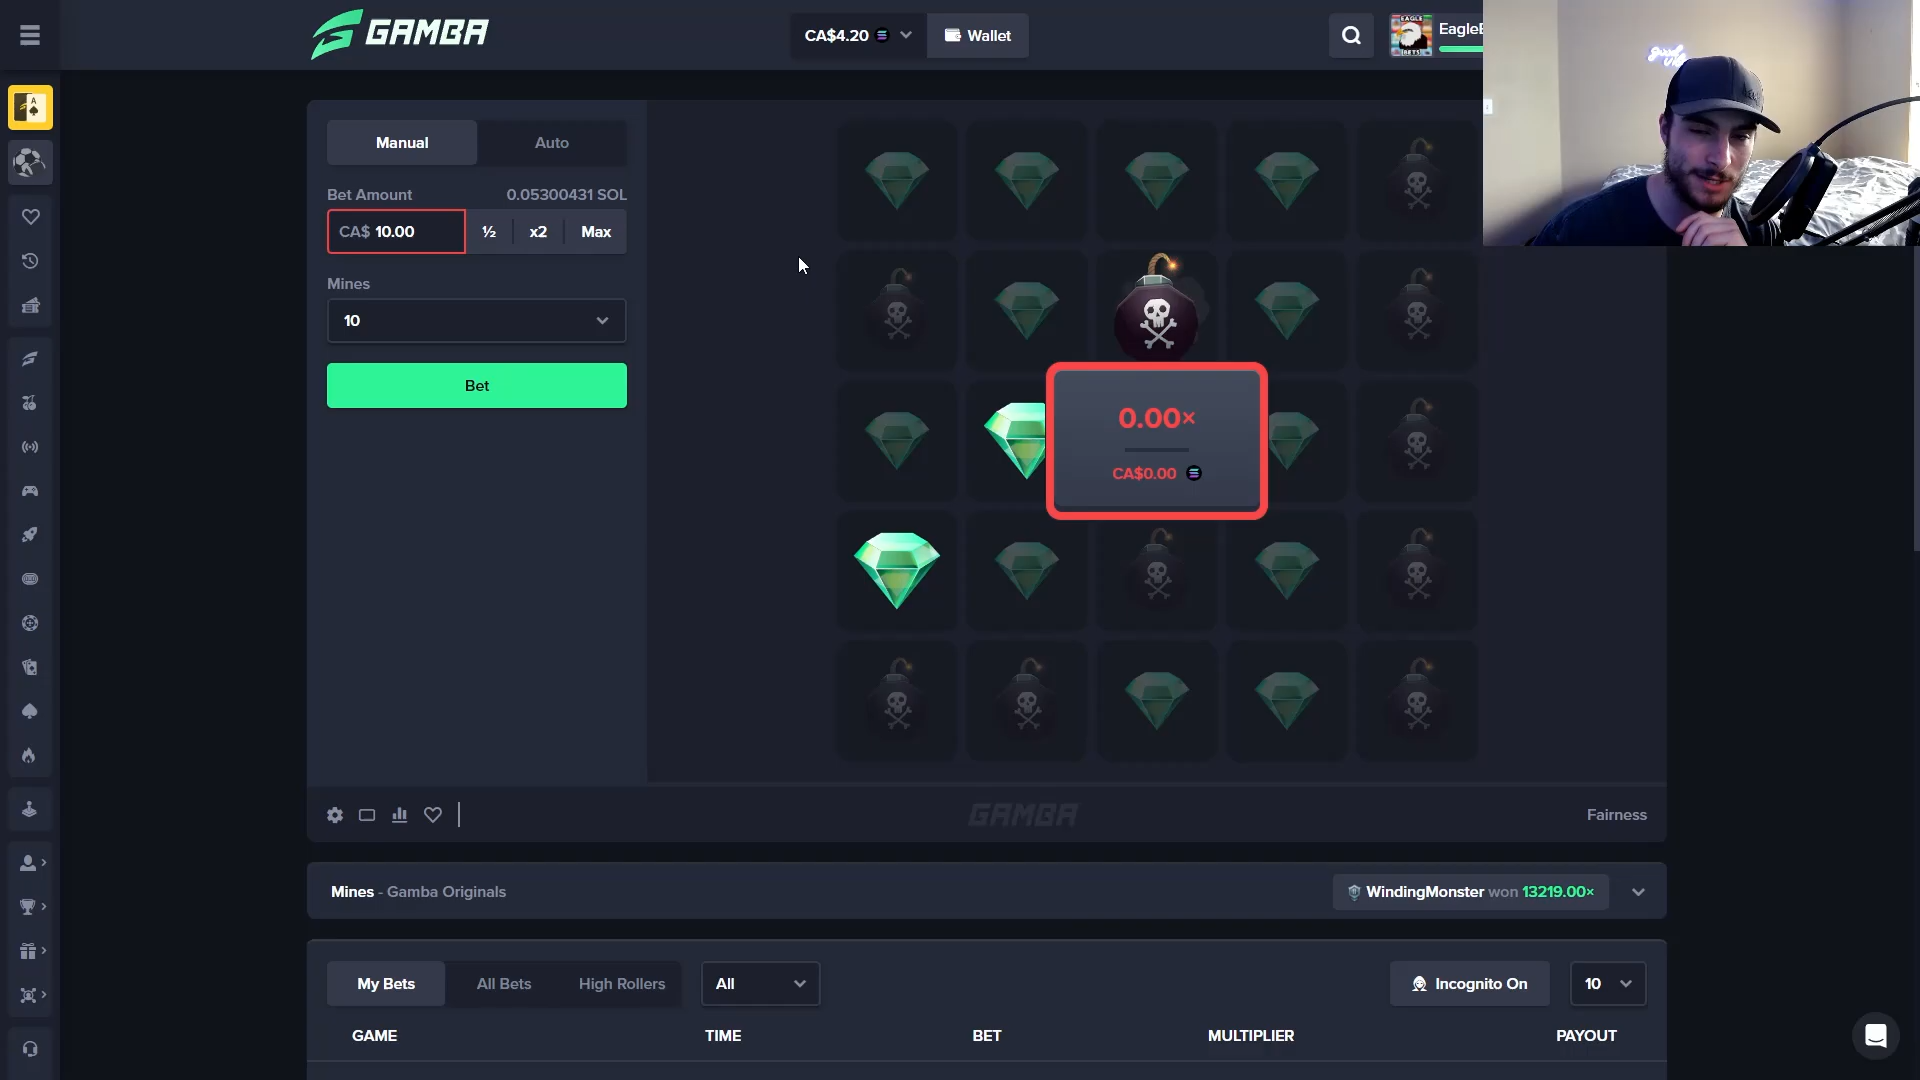 GAMBA
CA$4.20
Wallet
Manual
Auto
Bet Amount
0.05300431 SOL
CA$ 10.00
½
x2
Max
Mines
10
Bet
0.00×
CA$0.00
GAMBA
Fairness
Mines - Gamba Originals
WindingMonster won 13219.00×
My Bets
All Bets
High Rollers
All
Incognito On
10
GAME
TIME
BET
MULTIPLIER
PAYOUT
EAGLE
BETS